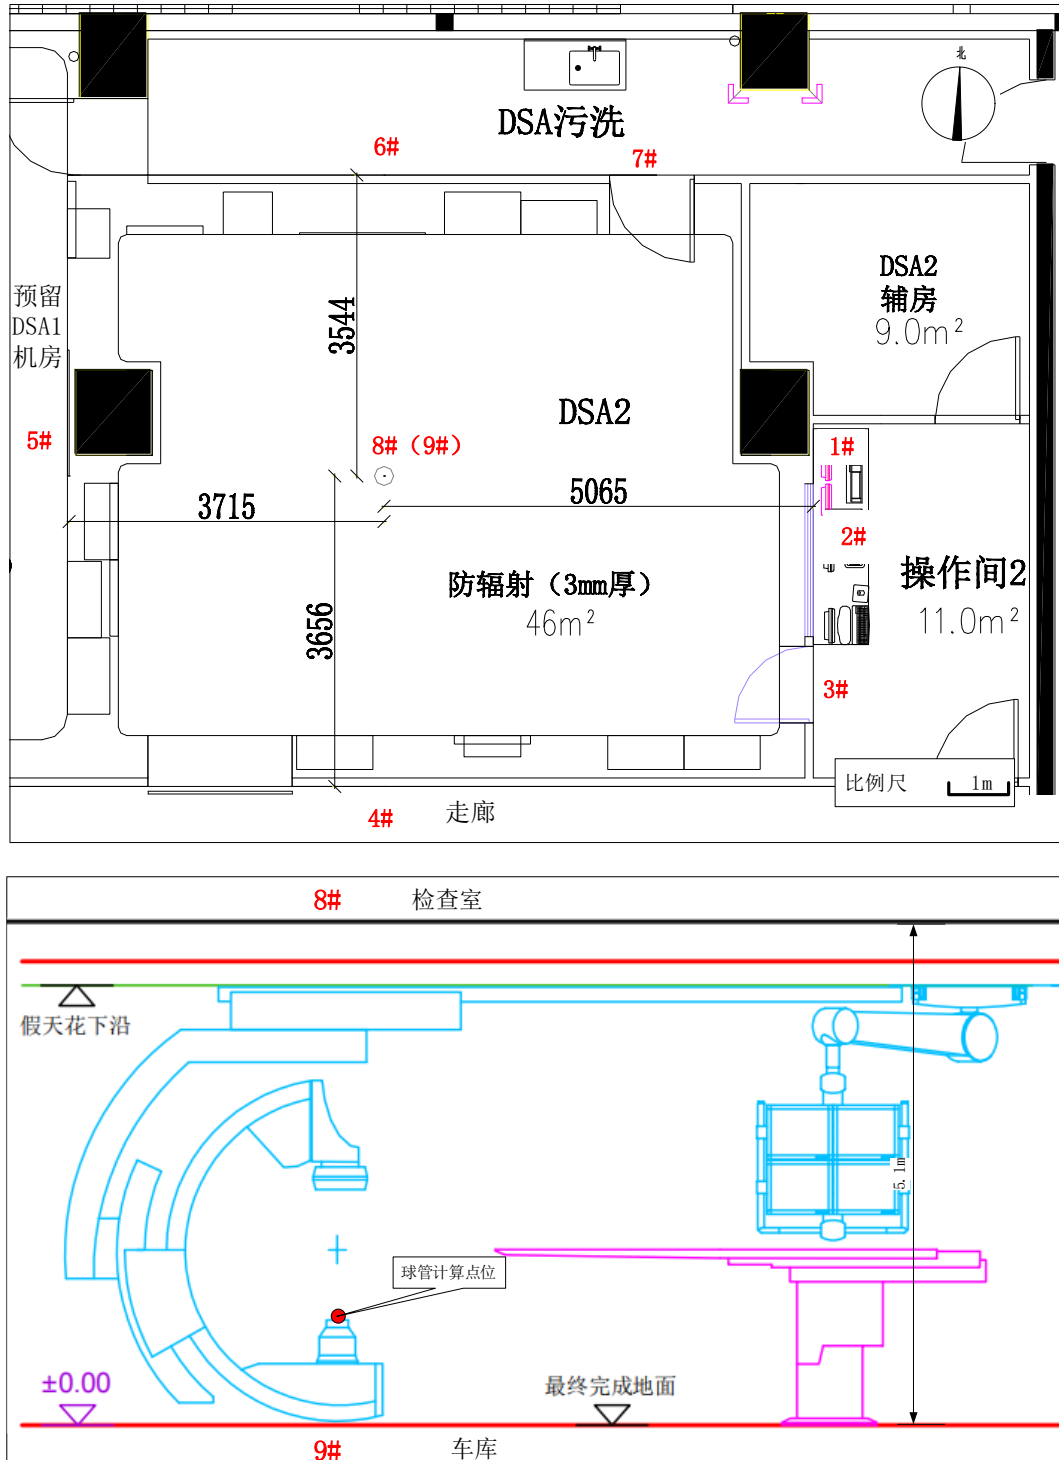 北
DSA污洗
6#
7#
DSA2
辅房
9.0m²
预留
DSA1
机房
3544
DSA2
5#
8#（9#）
1#
3715
5065
2#
防辐射（3mm厚）
46m²
操作间2
11.0m²
3656
3#
比例尺
1m
4#
走廊
8#
检查室
假天花下沿
5.1m
球管计算点位
±0.00
最终完成地面
9#
车库